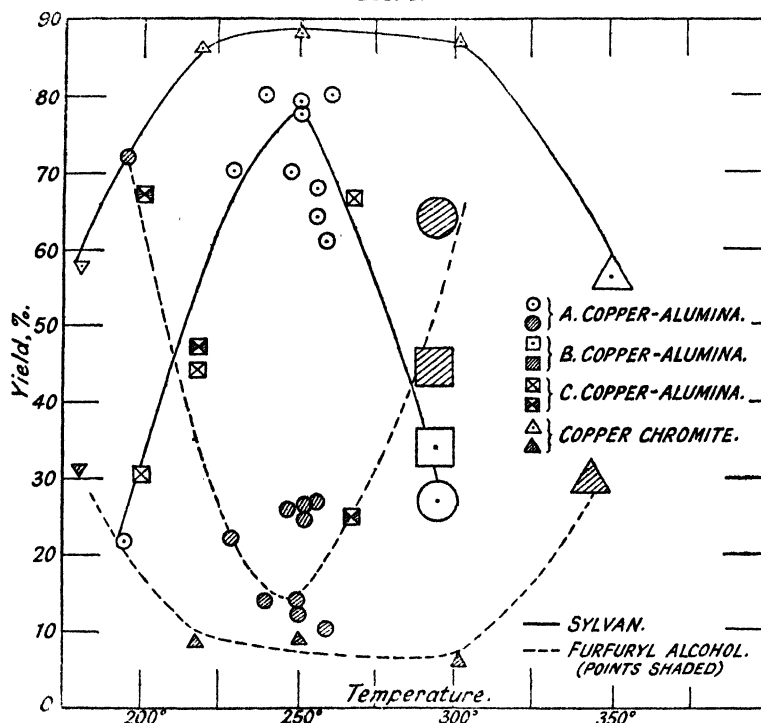 90
80
70
60
50
40
30
20
10
0
Yield, %.
A. COPPER-ALUMINA.
B. COPPER-ALUMINA.
C. COPPER-ALUMINA.
COPPER CHROMITE.
SYLVAN.
FURFURYL ALCOHOL.
(POINTS SHADED)
Temperature.
200° 250° 300° 350°